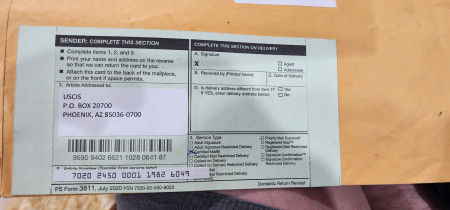 SENDER: COMPLETE THIS SECTION
■ Complete items 1, 2, and 3.
■ Print your name and address on the reverse
so that we can return the card to you.
■ Attach this card to the back of the mailpiece,
or on the front if space permits.
1. Article Addressed to:
USCIS
P.O. BOX 20700
PHOENIX, AZ 85036-0700
9590 9402 6621 1028 0641 87
2. Article Number (Transfer from service label)
7020 2450 0001 1982 6049
PS Form 3811, July 2020 PSN 7530-02-000-9053
COMPLETE THIS SECTION ON DELIVERY
A. Signature
X
☐ Agent
☐ Addressee
B. Received by (Printed Name)
C. Date of Delivery
D. Is delivery address different from item 1? ☐ Yes
If YES, enter delivery address below: ☐ No
3. Service Type
Adult Signature
Adult Signature Restricted Delivery
Certified Mail®
Certified Mail Restricted Delivery
Collect on Delivery
Collect on Delivery Restricted Delivery
Mail
Mail Restricted Delivery
☐ Priority Mail Express®
☐ Registered Mail™
☐ Registered Mail Restricted
Delivery
☐ Signature Confirmation™
☐ Signature Confirmation
Restricted Delivery
Domestic Return Receipt